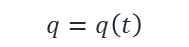 q = q(t)